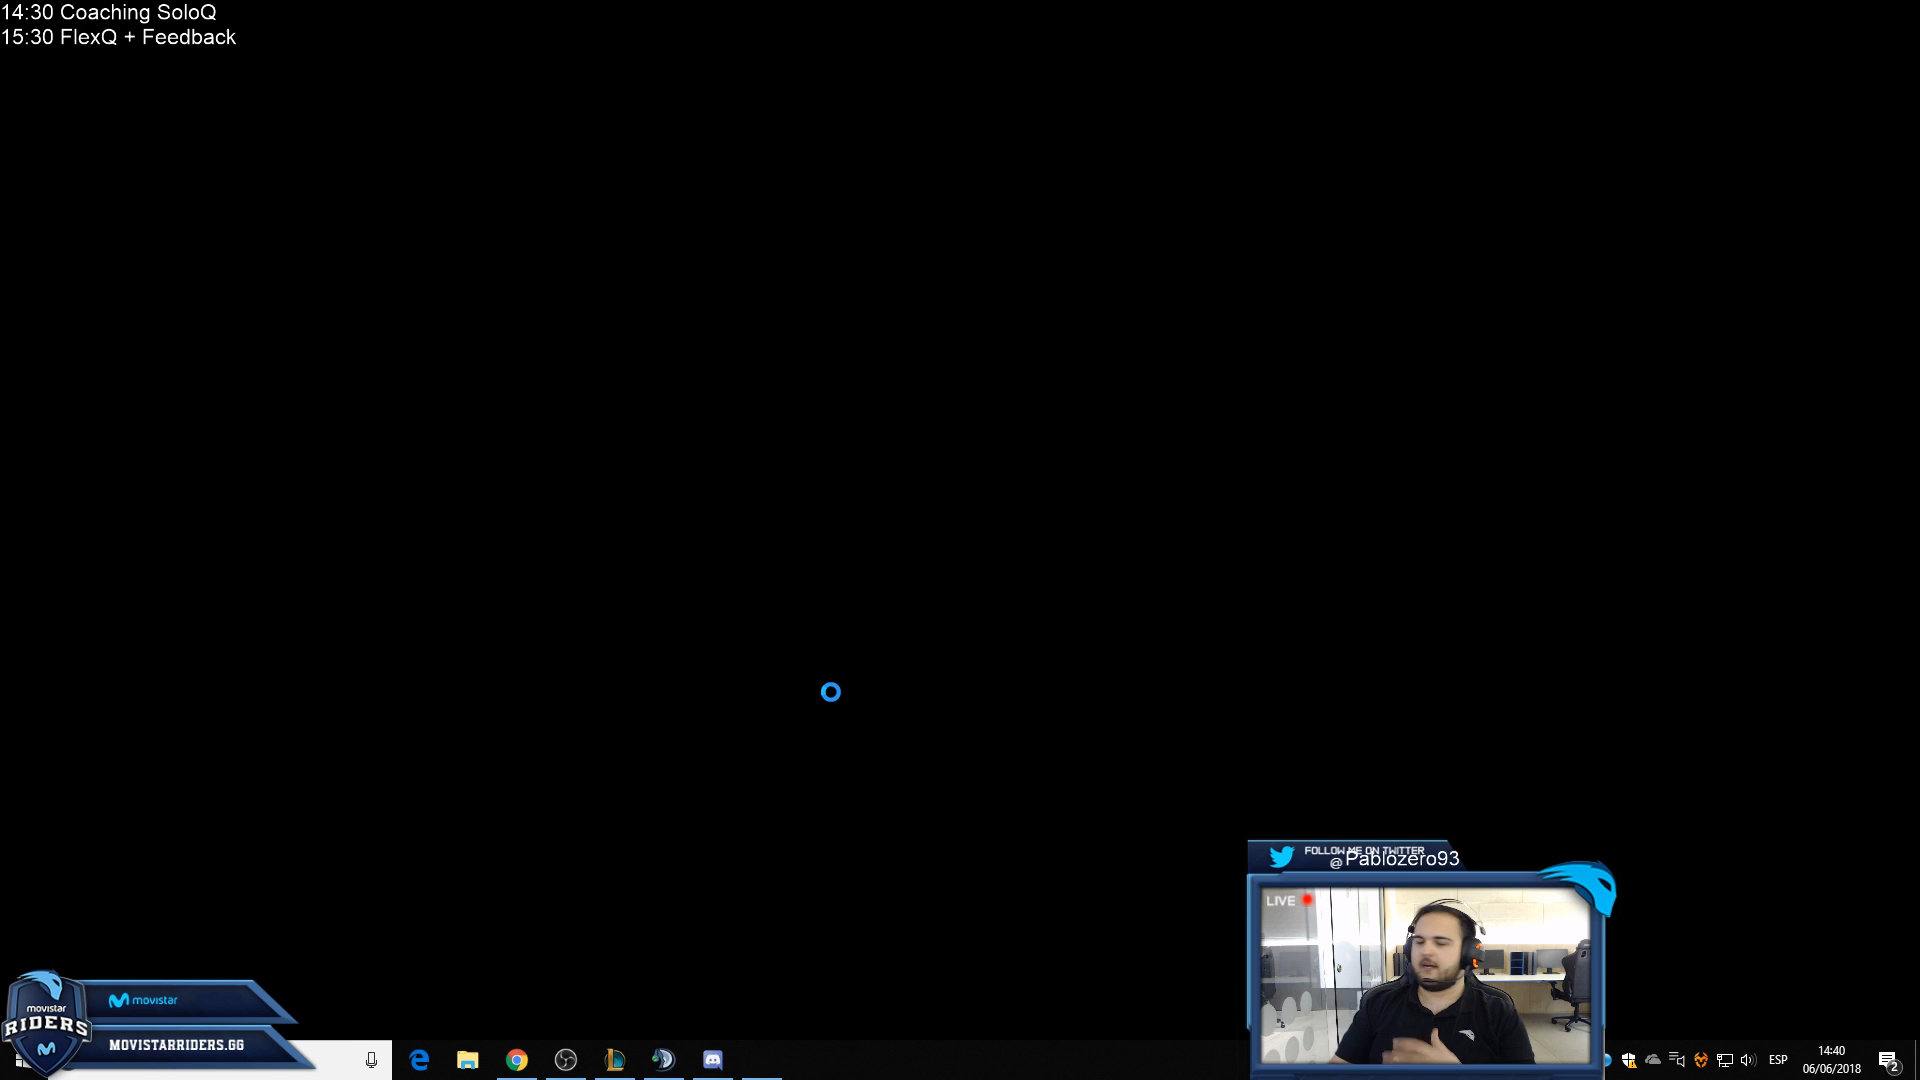 14:30 Coaching SoloQ
15:30 FlexQ + Feedback
FOLLOW ME ON TWITTER
@Pablozero93
LIVE
movistar
movistar
RIDERS
MOVISTARRIDERS.GG
ESP
14:40
06/06/2018
2